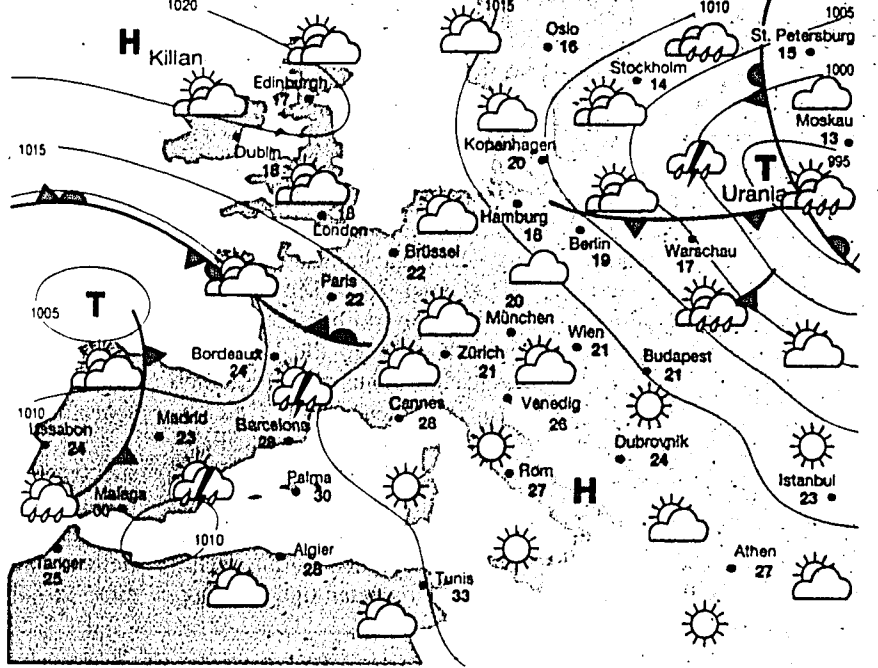 1020
1015
1010
1005
H
Kilian
Oslo
16
St. Petersburg
15
Stockholm
14
1000
Edinburgh
17
Moskau
13
Dublin
18
Kopenhagen
20
995
1015
T
Urania
18
London
Hamburg
18
Berlin
19
Warschau
17
Brüssel
22
Paris
22
T
1005
20
München
Bordeaux
24
Zürich
21
Wien
21
Budapest
21
1010
Lissabon
24
Madrid
23
Barcelona
28
Cannes
28
Venedig
26
Dubrovnik
24
Rom
27
H
Istanbul
23
Malaga
Palma
30
1010
Algier
28
Tanger
25
Tunis
33
Athen
27